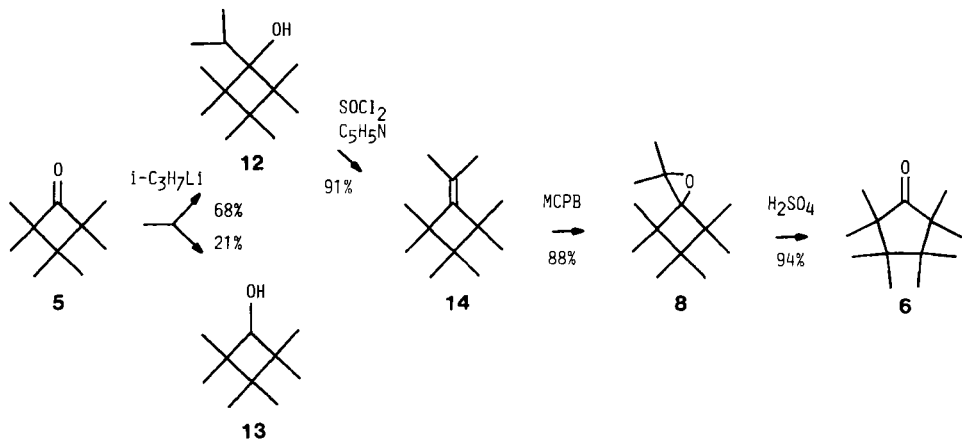 OH
12
SOCl2
C5H5N
91%
O
5
i-C3H7Li
68%
21%
14
MCPB
88%
O
8
H2SO4
94%
O
6
OH
13